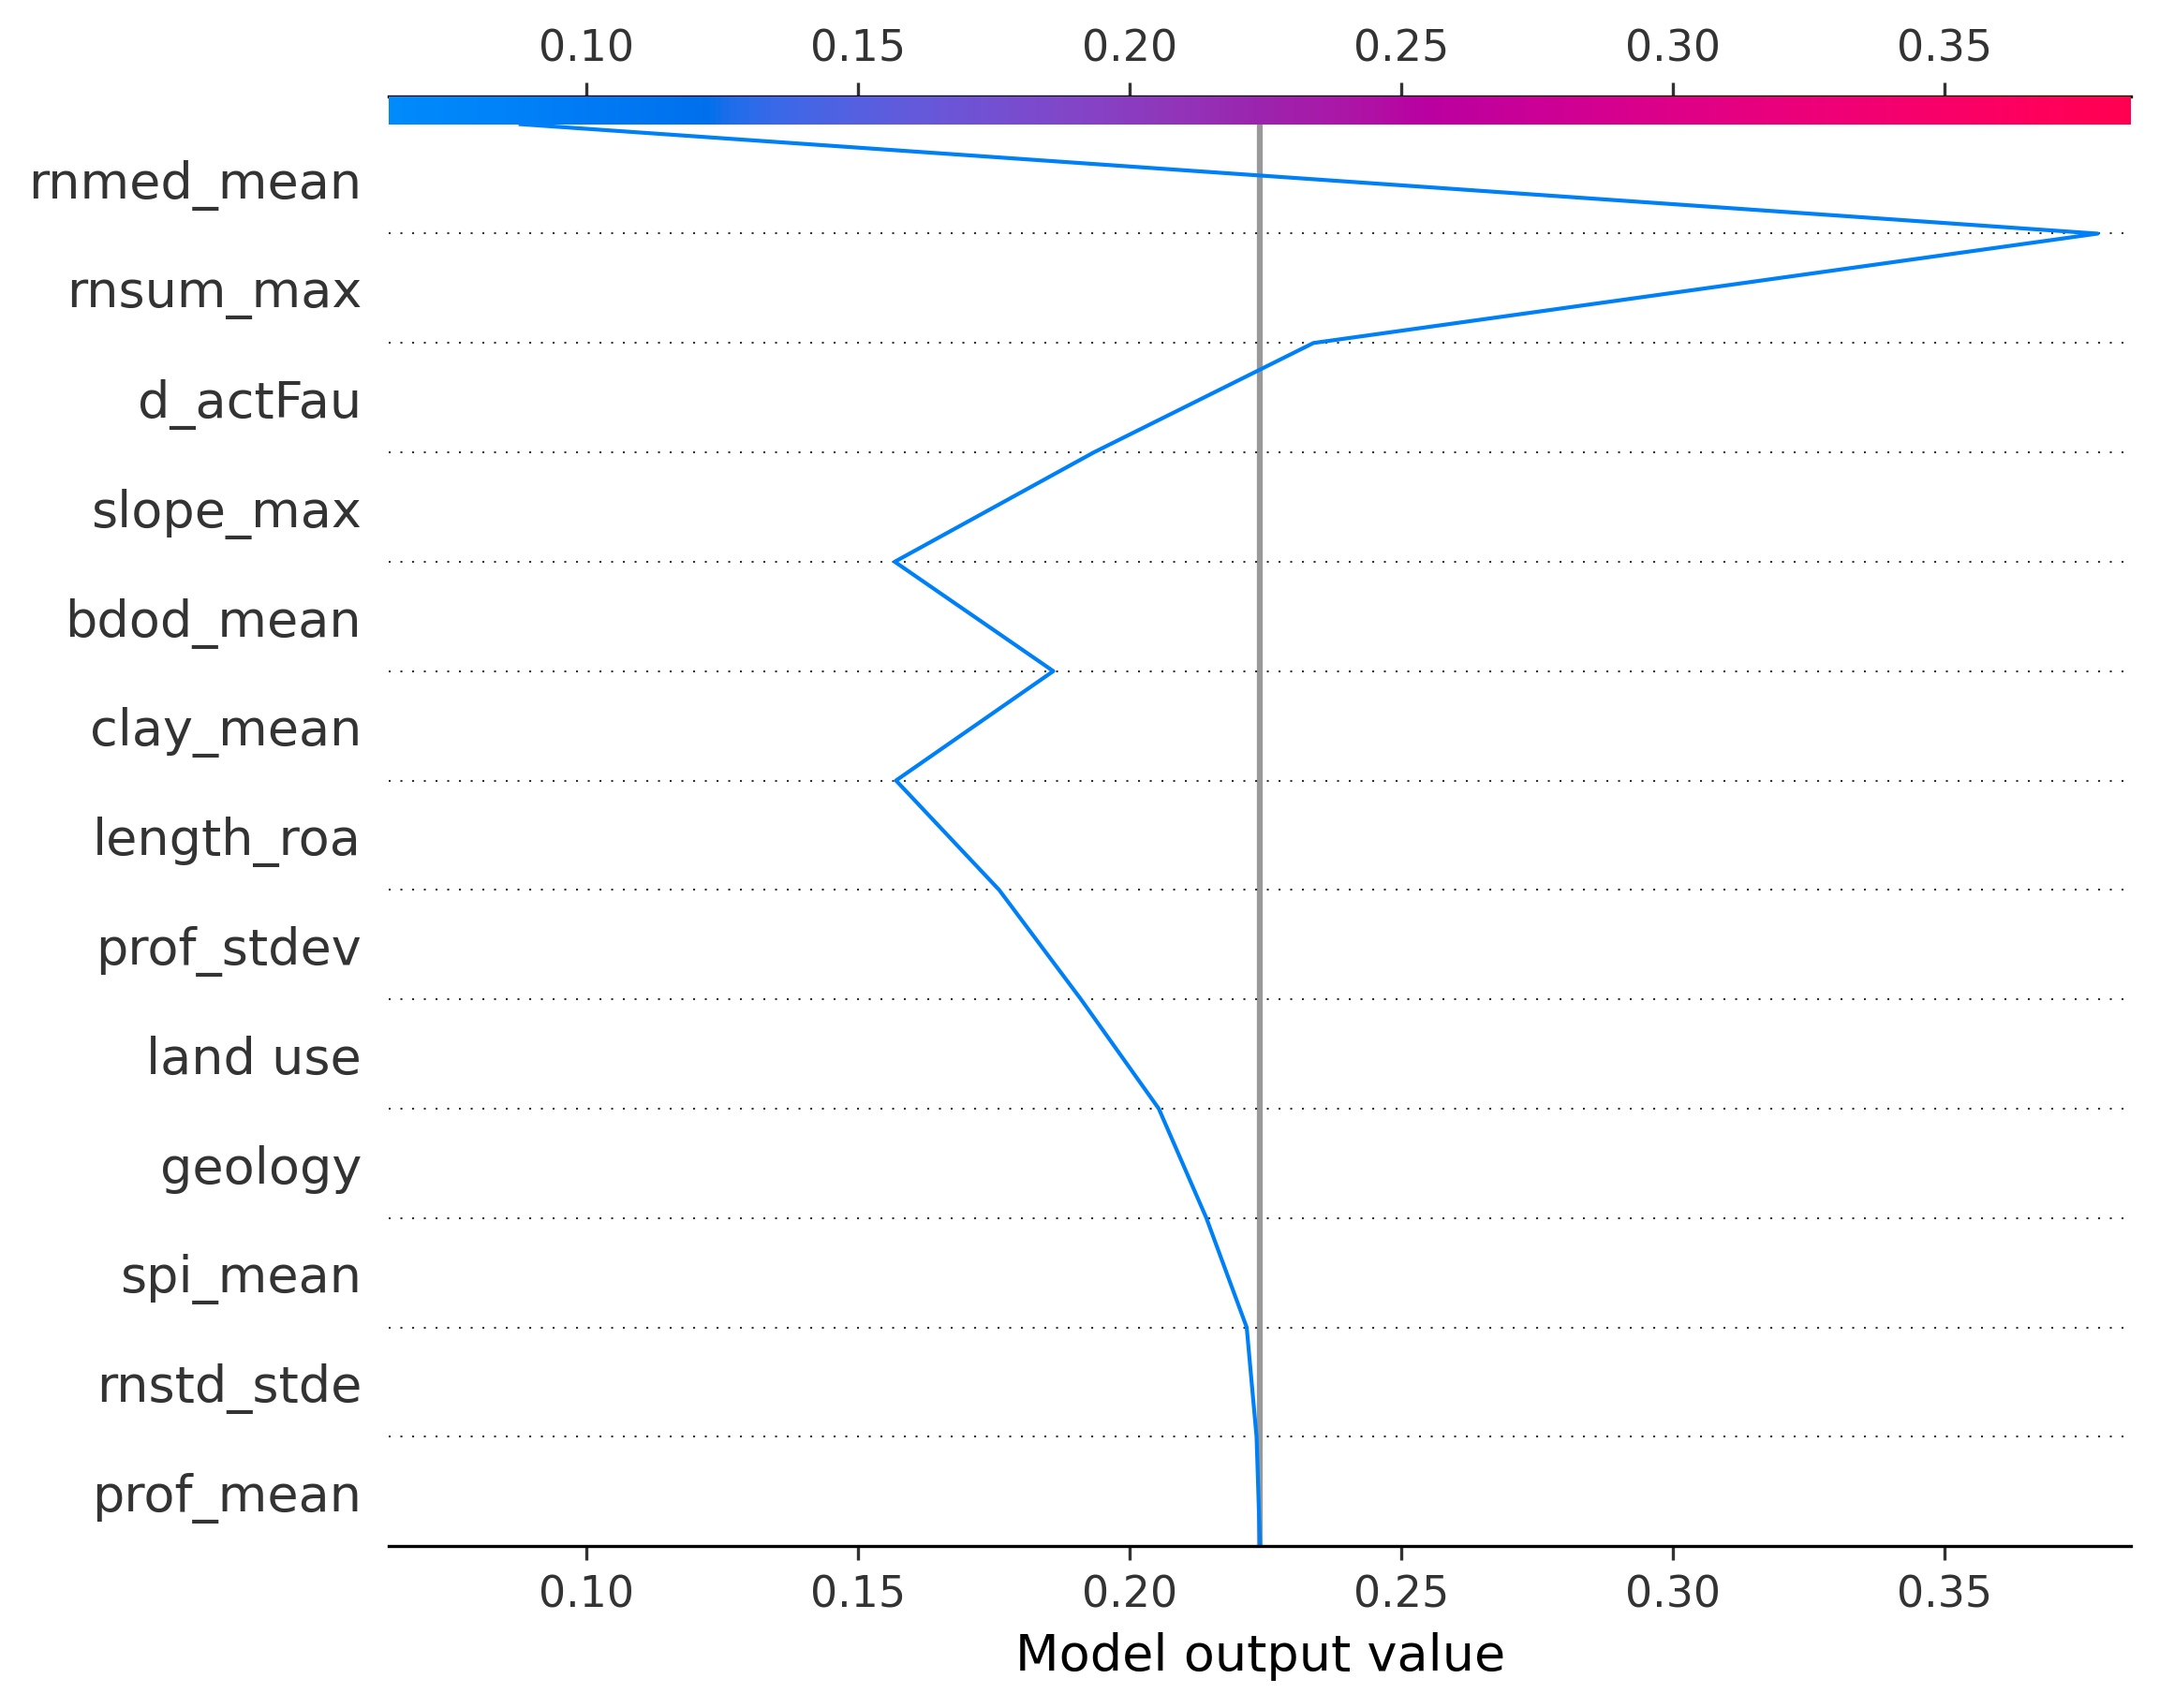 0.10 0.15 0.20 0.25 0.30 0.35
rnmed_mean
rnsum_max
d_actFau
slope_max
bdod_mean
clay_mean
length_roa
prof_stdev
land use
geology
spi_mean
rnstd_stde
prof_mean
0.10 0.15 0.20 0.25 0.30 0.35
Model output value